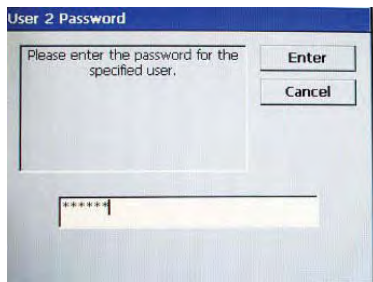 User 2 Password
Please enter the password for the
specified user.
Enter
Cancel
******